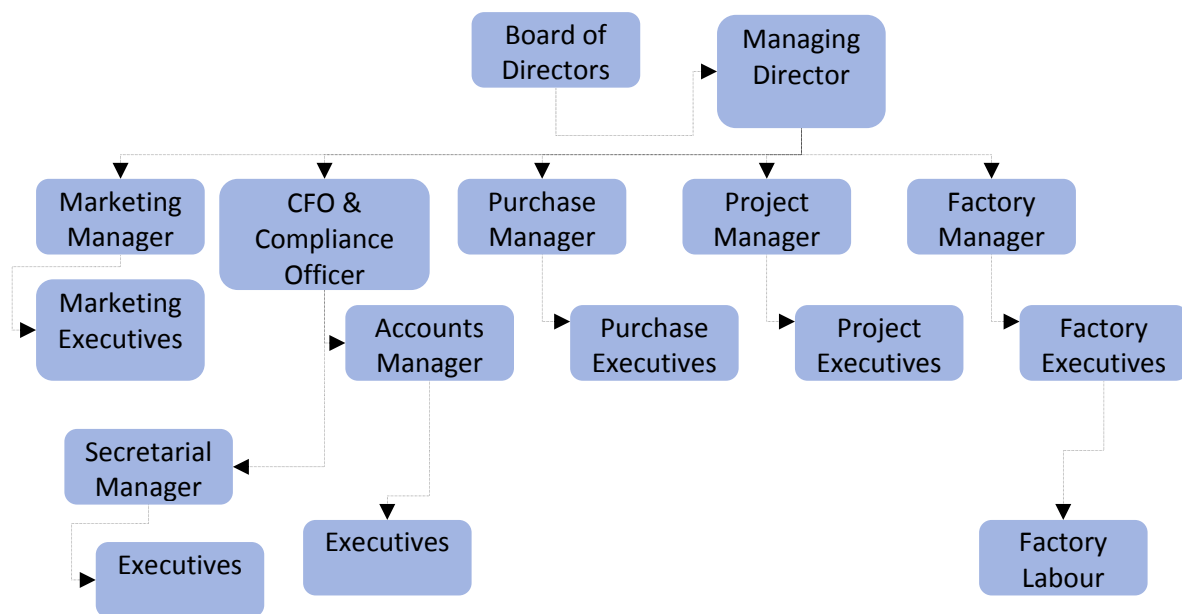 Board of
Directors
Managing
Director
Marketing
Manager
CFO &
Compliance
Officer
Purchase
Manager
Project
Manager
Factory
Manager
Marketing
Executives
Accounts
Manager
Purchase
Executives
Project
Executives
Factory
Executives
Secretarial
Manager
Executives
Executives
Factory
Labour